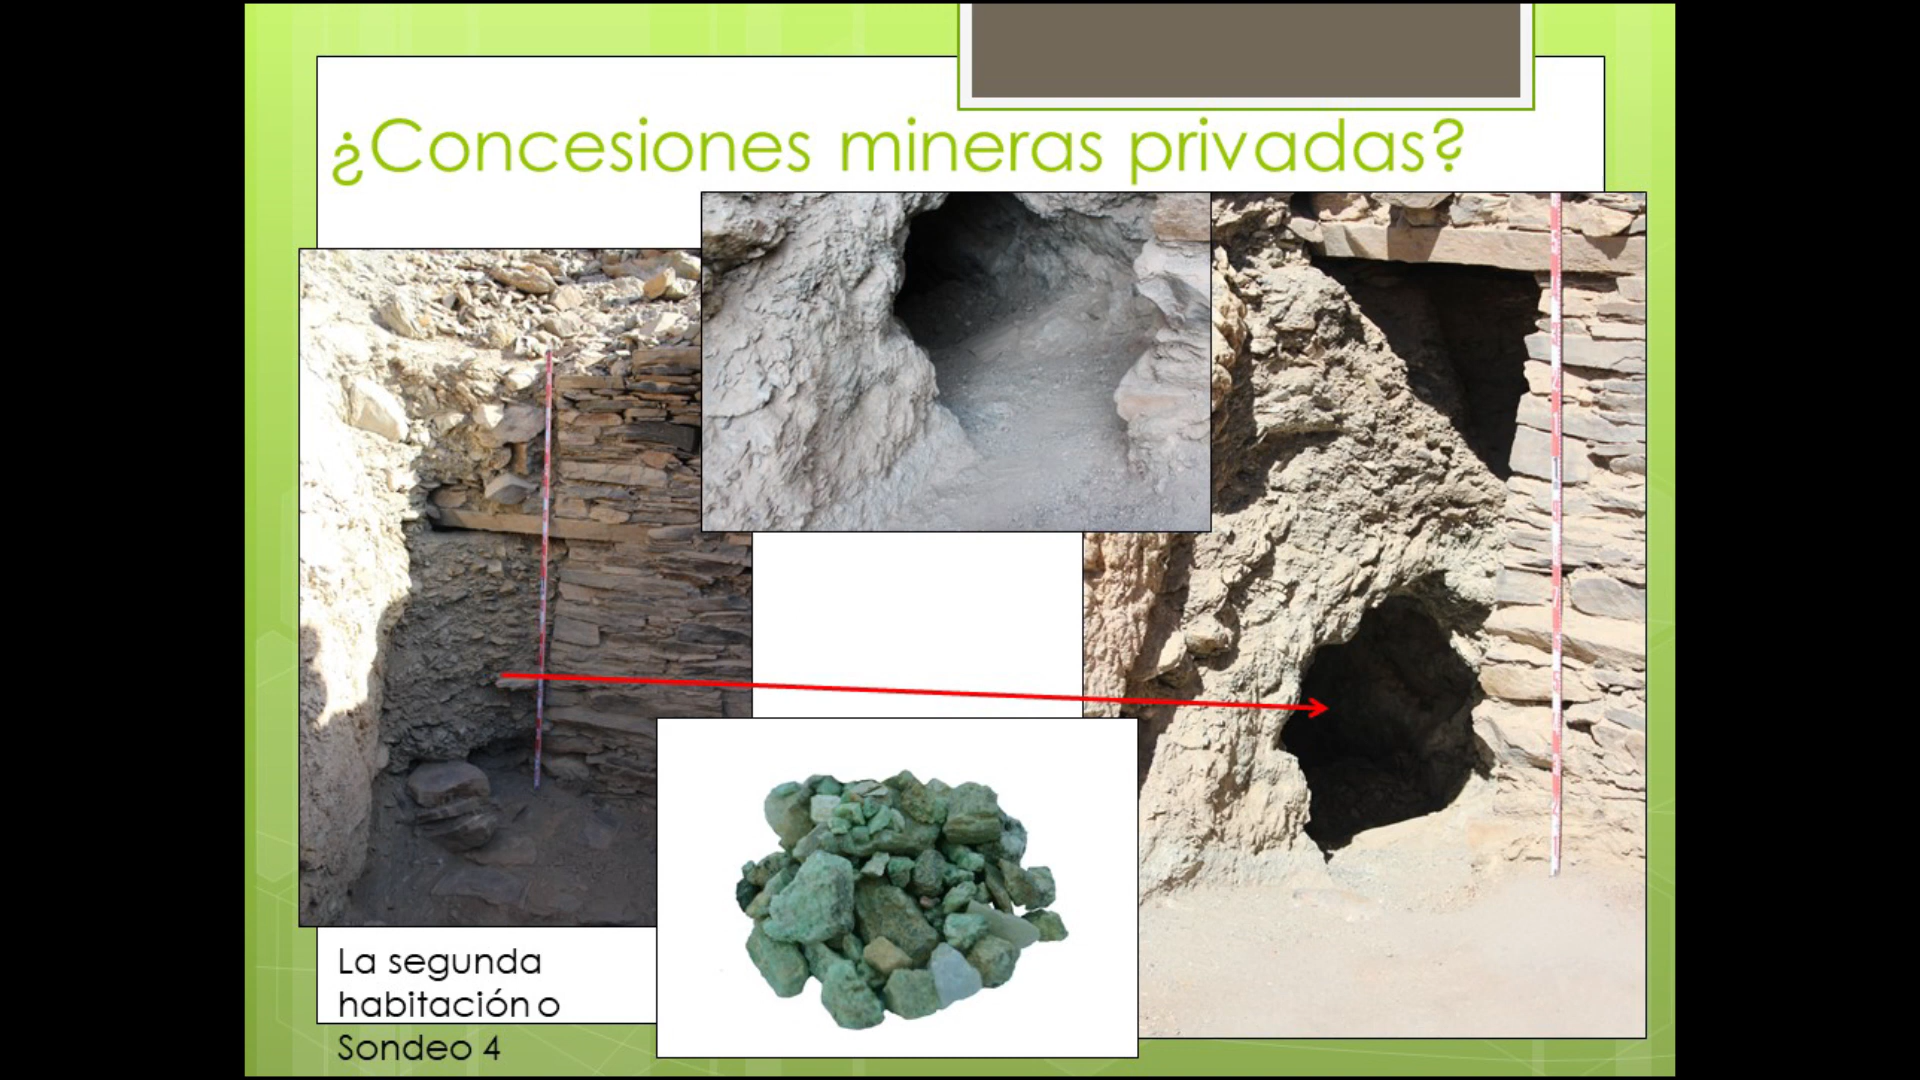 ¿Concesiones mineras privadas?
La segunda
habitación o
Sondeo 4